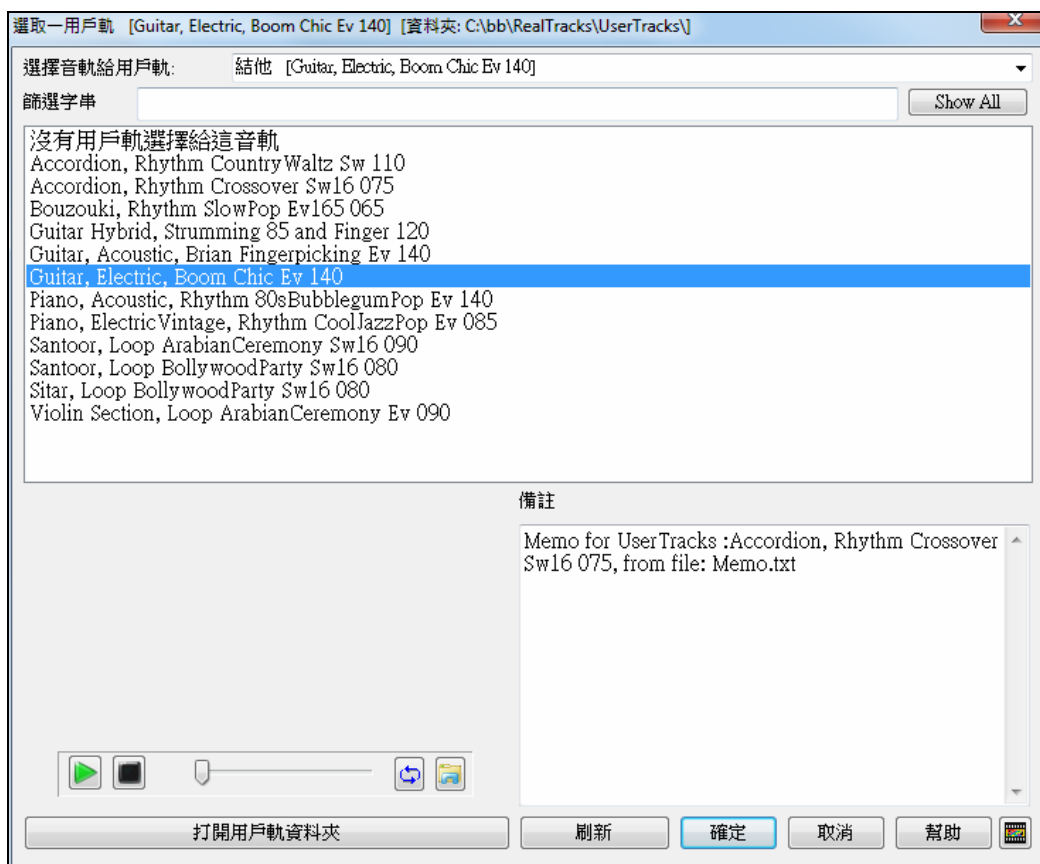 選取一用戶軌 [Guitar, Electric, Boom Chic Ev 140] [資料夾: C:\bb\RealTracks\UserTracks\]
選擇音軌給用戶軌: 結他 [Guitar, Electric, Boom Chic Ev 140]
篩選字串 Show All
沒有用戶軌選擇給這音軌
Accordion, Rhythm CountryWaltz Sw 110
Accordion, Rhythm Crossover Sw16 075
Bouzouki, Rhythm SlowPop Ev165 065
Guitar Hybrid, Strumming 85 and Finger 120
Guitar, Acoustic, Brian Fingerpicking Ev 140
Guitar, Electric, Boom Chic Ev 140
Piano, Acoustic, Rhythm 80sBubblegumPop Ev 140
Piano, ElectricVintage, Rhythm CoolJazzPop Ev 085
Santoor, Loop ArabianCeremony Sw16 090
Santoor, Loop BollywoodParty Sw16 080
Sitar, Loop BollywoodParty Sw16 080
Violin Section, Loop ArabianCeremony Ev 090
備註
Memo for UserTracks :Accordion, Rhythm Crossover
Sw16 075, from file: Memo.txt
打開用戶軌資料夾 刷新 確定 取消 幫助